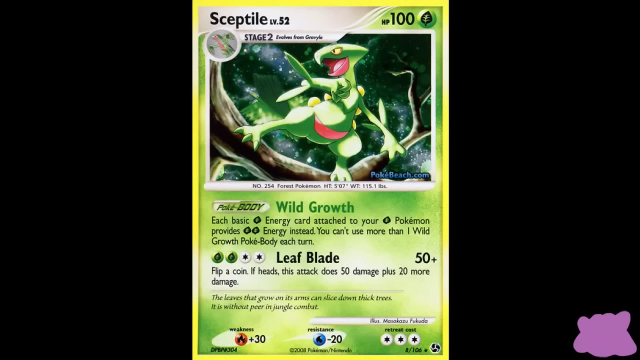 Sceptile LV.52 HP 100
STAGE 2 Evolves from Grovyle
PokéBeach.com
NO. 254 Forest Pokémon HT: 5'07" WT: 115.1 lbs.
Poké-BODY Wild Growth
Each basic Energy card attached to your Pokémon
provides Energy instead. You can't use more than 1 Wild
Growth Poké-Body each turn.
Leaf Blade 50+
Flip a coin. If heads, this attack does 50 damage plus 20 more
damage.
The leaves that grow on its arms can slice down thick trees.
It is without peer in jungle combat.
Illus. Masakazu Fukuda
weakness resistance retreat cost
+30 -20
DPBP#304 ©2008 Pokémon/Nintendo 8/106